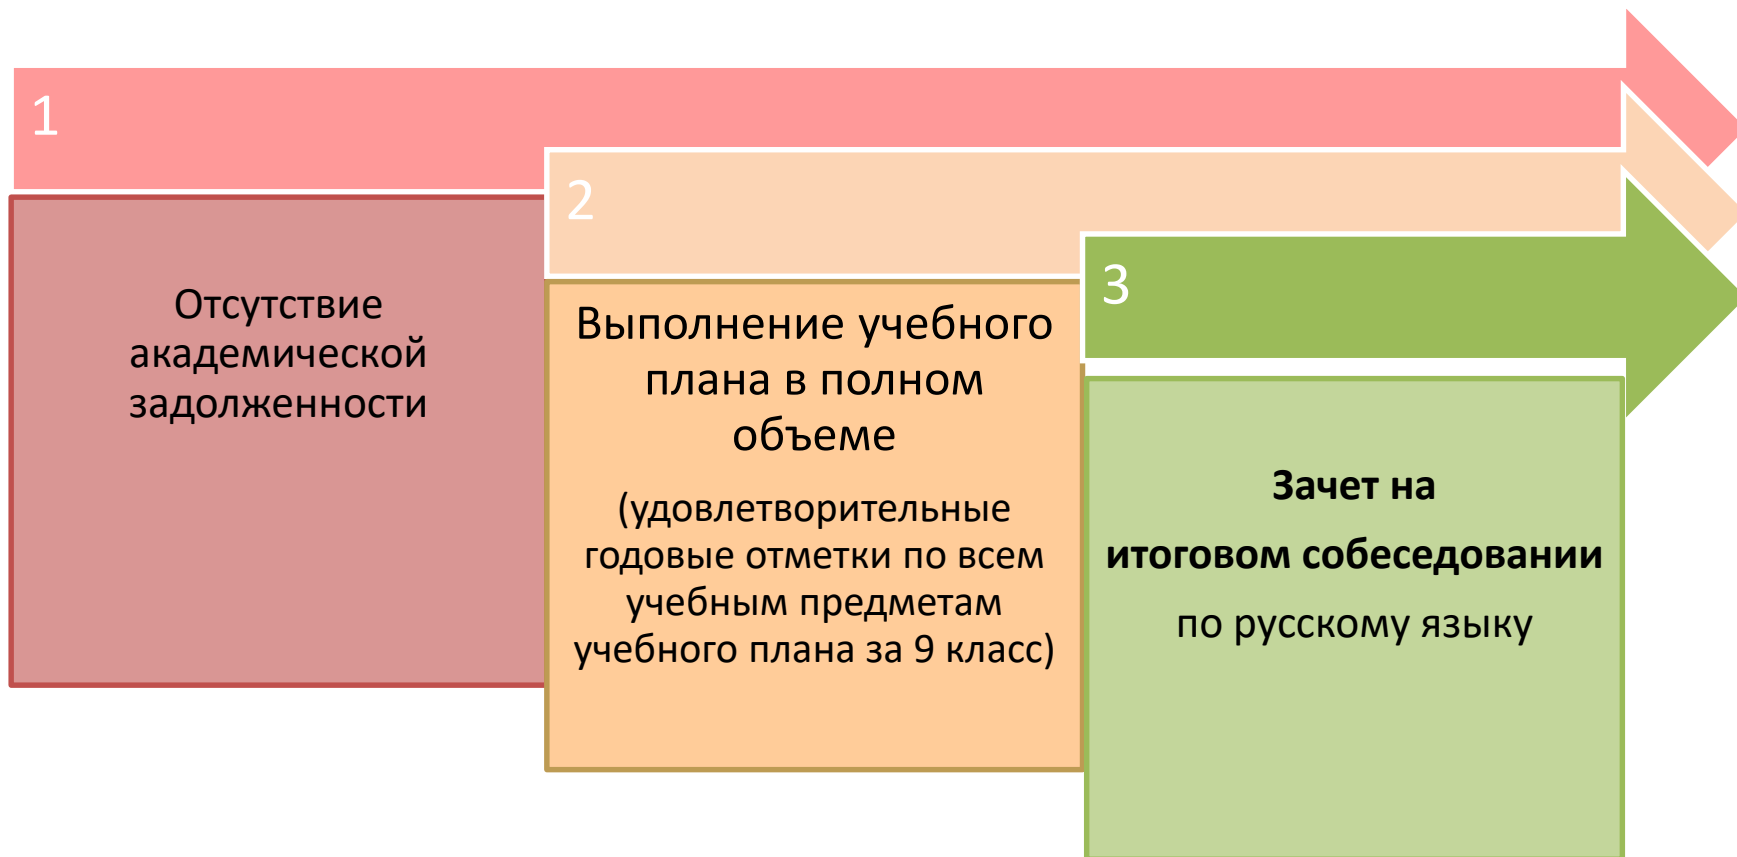 1
Отсутствие
академической
задолженности
2
Выполнение учебного
плана в полном
объеме
(удовлетворительные
годовые отметки по всем
учебным предметам
учебного плана за 9 класс)
3
Зачет на
итоговом собеседовании
по русскому языку